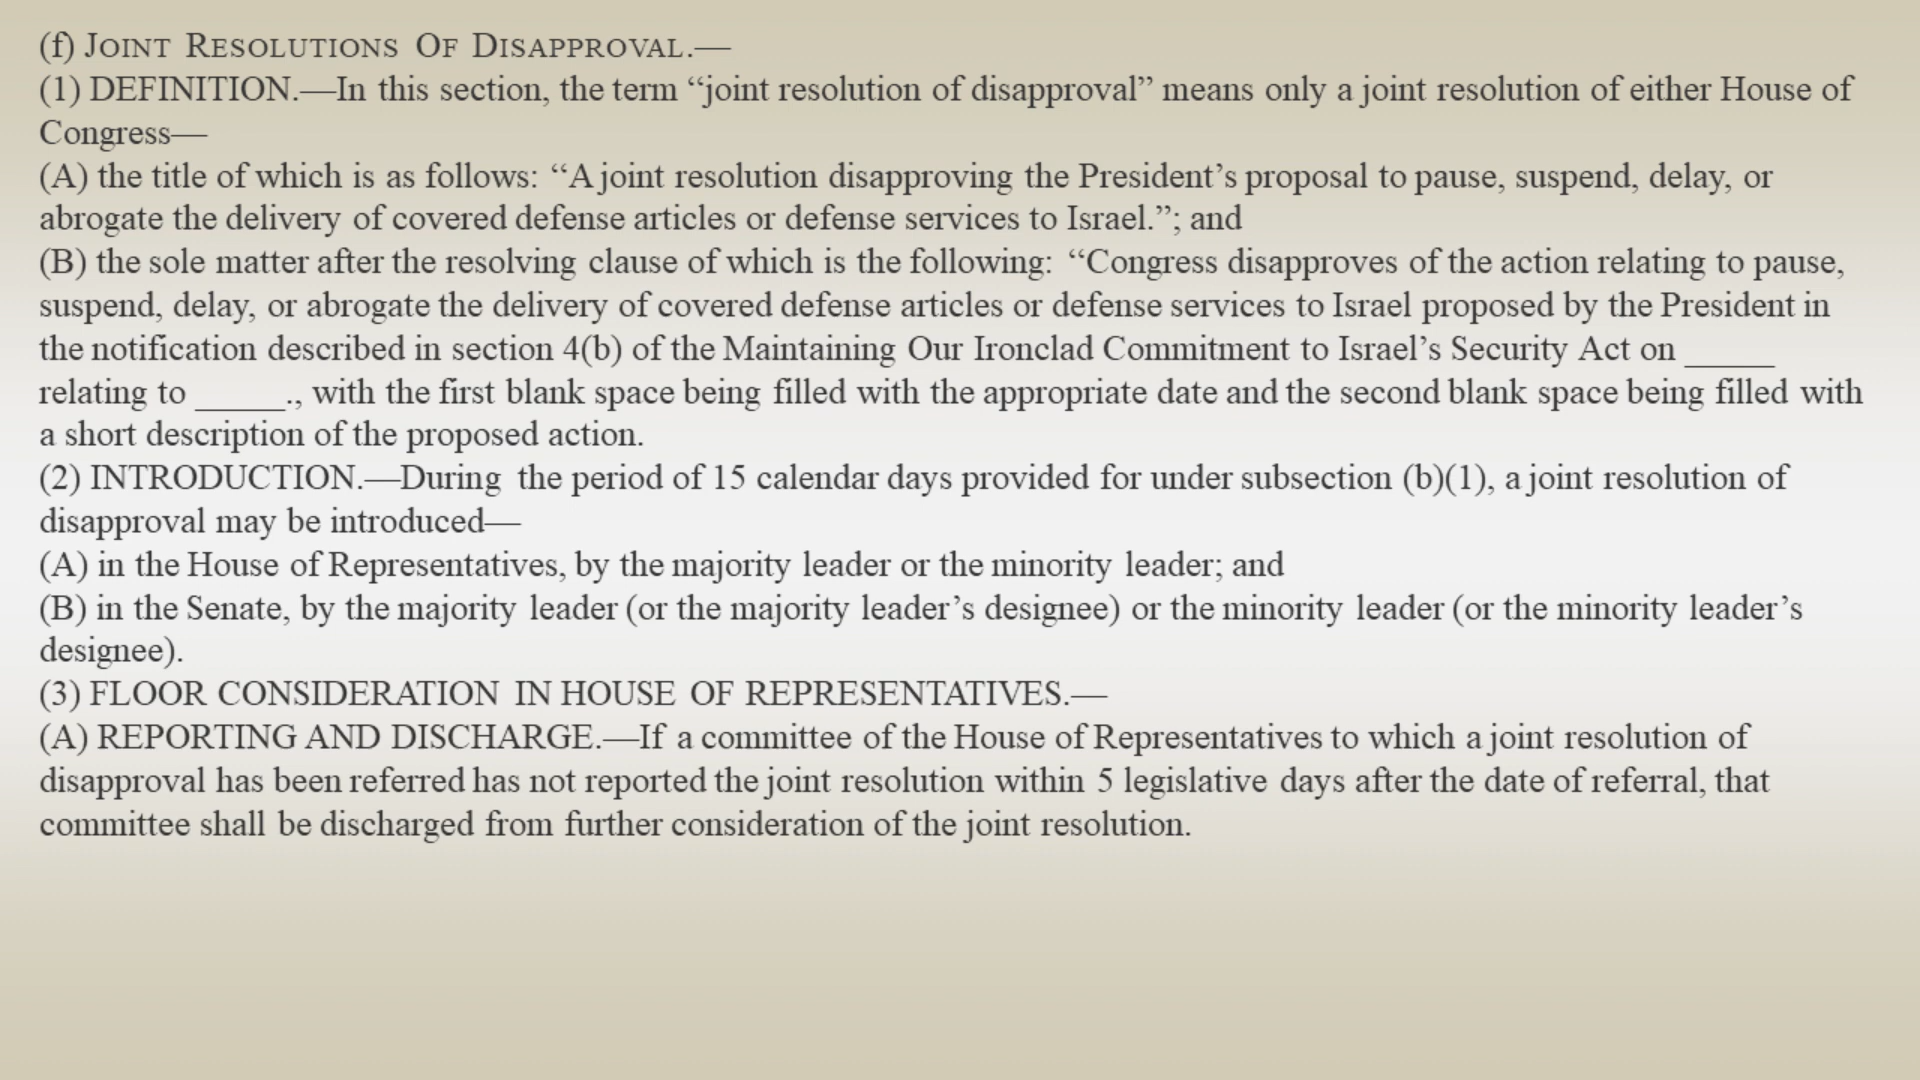 (f) JOINT RESOLUTIONS OF DISAPPROVAL.—
(1) DEFINITION.—In this section, the term “joint resolution of disapproval” means only a joint resolution of either House of
Congress—
(A) the title of which is as follows: “A joint resolution disapproving the President’s proposal to pause, suspend, delay, or
abrogate the delivery of covered defense articles or defense services to Israel.”; and
(B) the sole matter after the resolving clause of which is the following: “Congress disapproves of the action relating to pause,
suspend, delay, or abrogate the delivery of covered defense articles or defense services to Israel proposed by the President in
the notification described in section 4(b) of the Maintaining Our Ironclad Commitment to Israel’s Security Act on _____
relating to _____., with the first blank space being filled with the appropriate date and the second blank space being filled with
a short description of the proposed action.
(2) INTRODUCTION.—During the period of 15 calendar days provided for under subsection (b)(1), a joint resolution of
disapproval may be introduced—
(A) in the House of Representatives, by the majority leader or the minority leader; and
(B) in the Senate, by the majority leader (or the majority leader’s designee) or the minority leader (or the minority leader’s
designee).
(3) FLOOR CONSIDERATION IN HOUSE OF REPRESENTATIVES.—
(A) REPORTING AND DISCHARGE.—If a committee of the House of Representatives to which a joint resolution of
disapproval has been referred has not reported the joint resolution within 5 legislative days after the date of referral, that
committee shall be discharged from further consideration of the joint resolution.